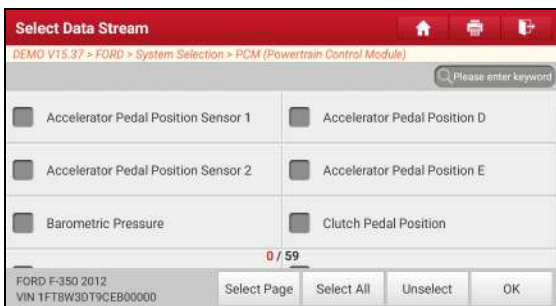 Select Data Stream
DEMO V15.37 > FORD > System Selection > PCM (Powertrain Control Module)
Please enter keyword
Accelerator Pedal Position Sensor 1
Accelerator Pedal Position D
Accelerator Pedal Position Sensor 2
Accelerator Pedal Position E
Barometric Pressure
Clutch Pedal Position
0 / 59
FORD F-350 2012
VIN 1FT8W3DT9CEB00000
Select Page
Select All
Unselect
OK